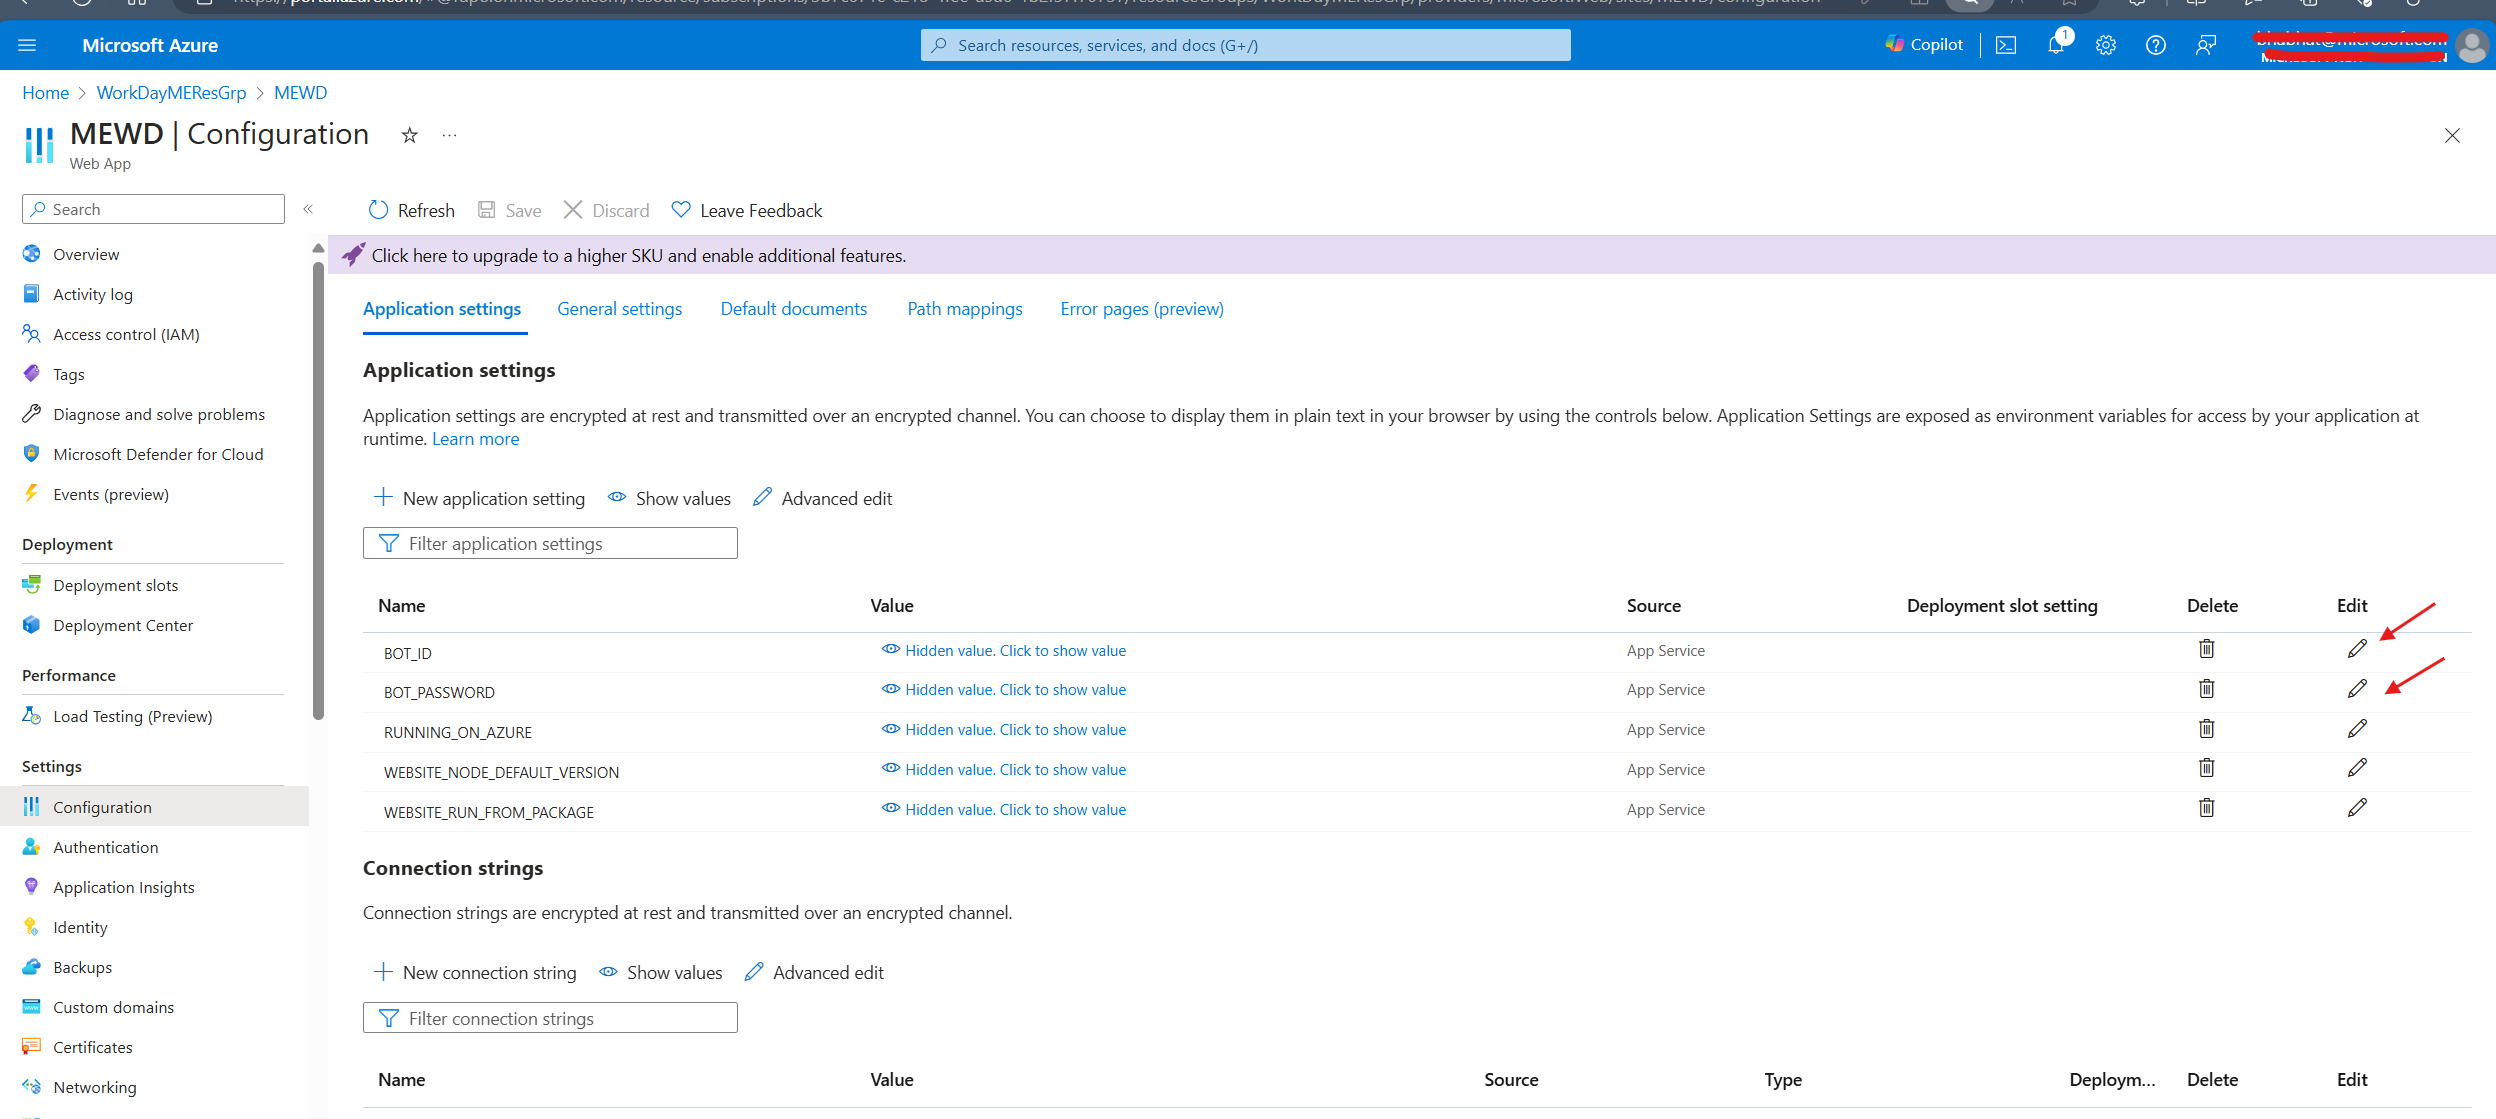 Microsoft Azure
Search resources, services, and docs (G+/)
Copilot
1
Home > WorkDayMEResGrp > MEWD
MEWD | Configuration
Web App
Search
Refresh Save Discard Leave Feedback
Click here to upgrade to a higher SKU and enable additional features.
Overview
Activity log
Access control (IAM)
Tags
Diagnose and solve problems
Microsoft Defender for Cloud
Events (preview)
Deployment
Deployment slots
Deployment Center
Performance
Load Testing (Preview)
Settings
Configuration
Authentication
Application Insights
Identity
Backups
Custom domains
Certificates
Networking
Application settings General settings Default documents Path mappings Error pages (preview)
Application settings
Application settings are encrypted at rest and transmitted over an encrypted channel. You can choose to display them in plain text in your browser by using the controls below. Application Settings are exposed as environment variables for access by your application at
runtime. Learn more
New application setting Show values Advanced edit
Filter application settings
Name Value Source Deployment slot setting Delete Edit
BOT_ID Hidden value. Click to show value App Service
BOT_PASSWORD Hidden value. Click to show value App Service
RUNNING_ON_AZURE Hidden value. Click to show value App Service
WEBSITE_NODE_DEFAULT_VERSION Hidden value. Click to show value App Service
WEBSITE_RUN_FROM_PACKAGE Hidden value. Click to show value App Service
Connection strings
Connection strings are encrypted at rest and transmitted over an encrypted channel.
New connection string Show values Advanced edit
Filter connection strings
Name Value Source Type Deploym... Delete Edit